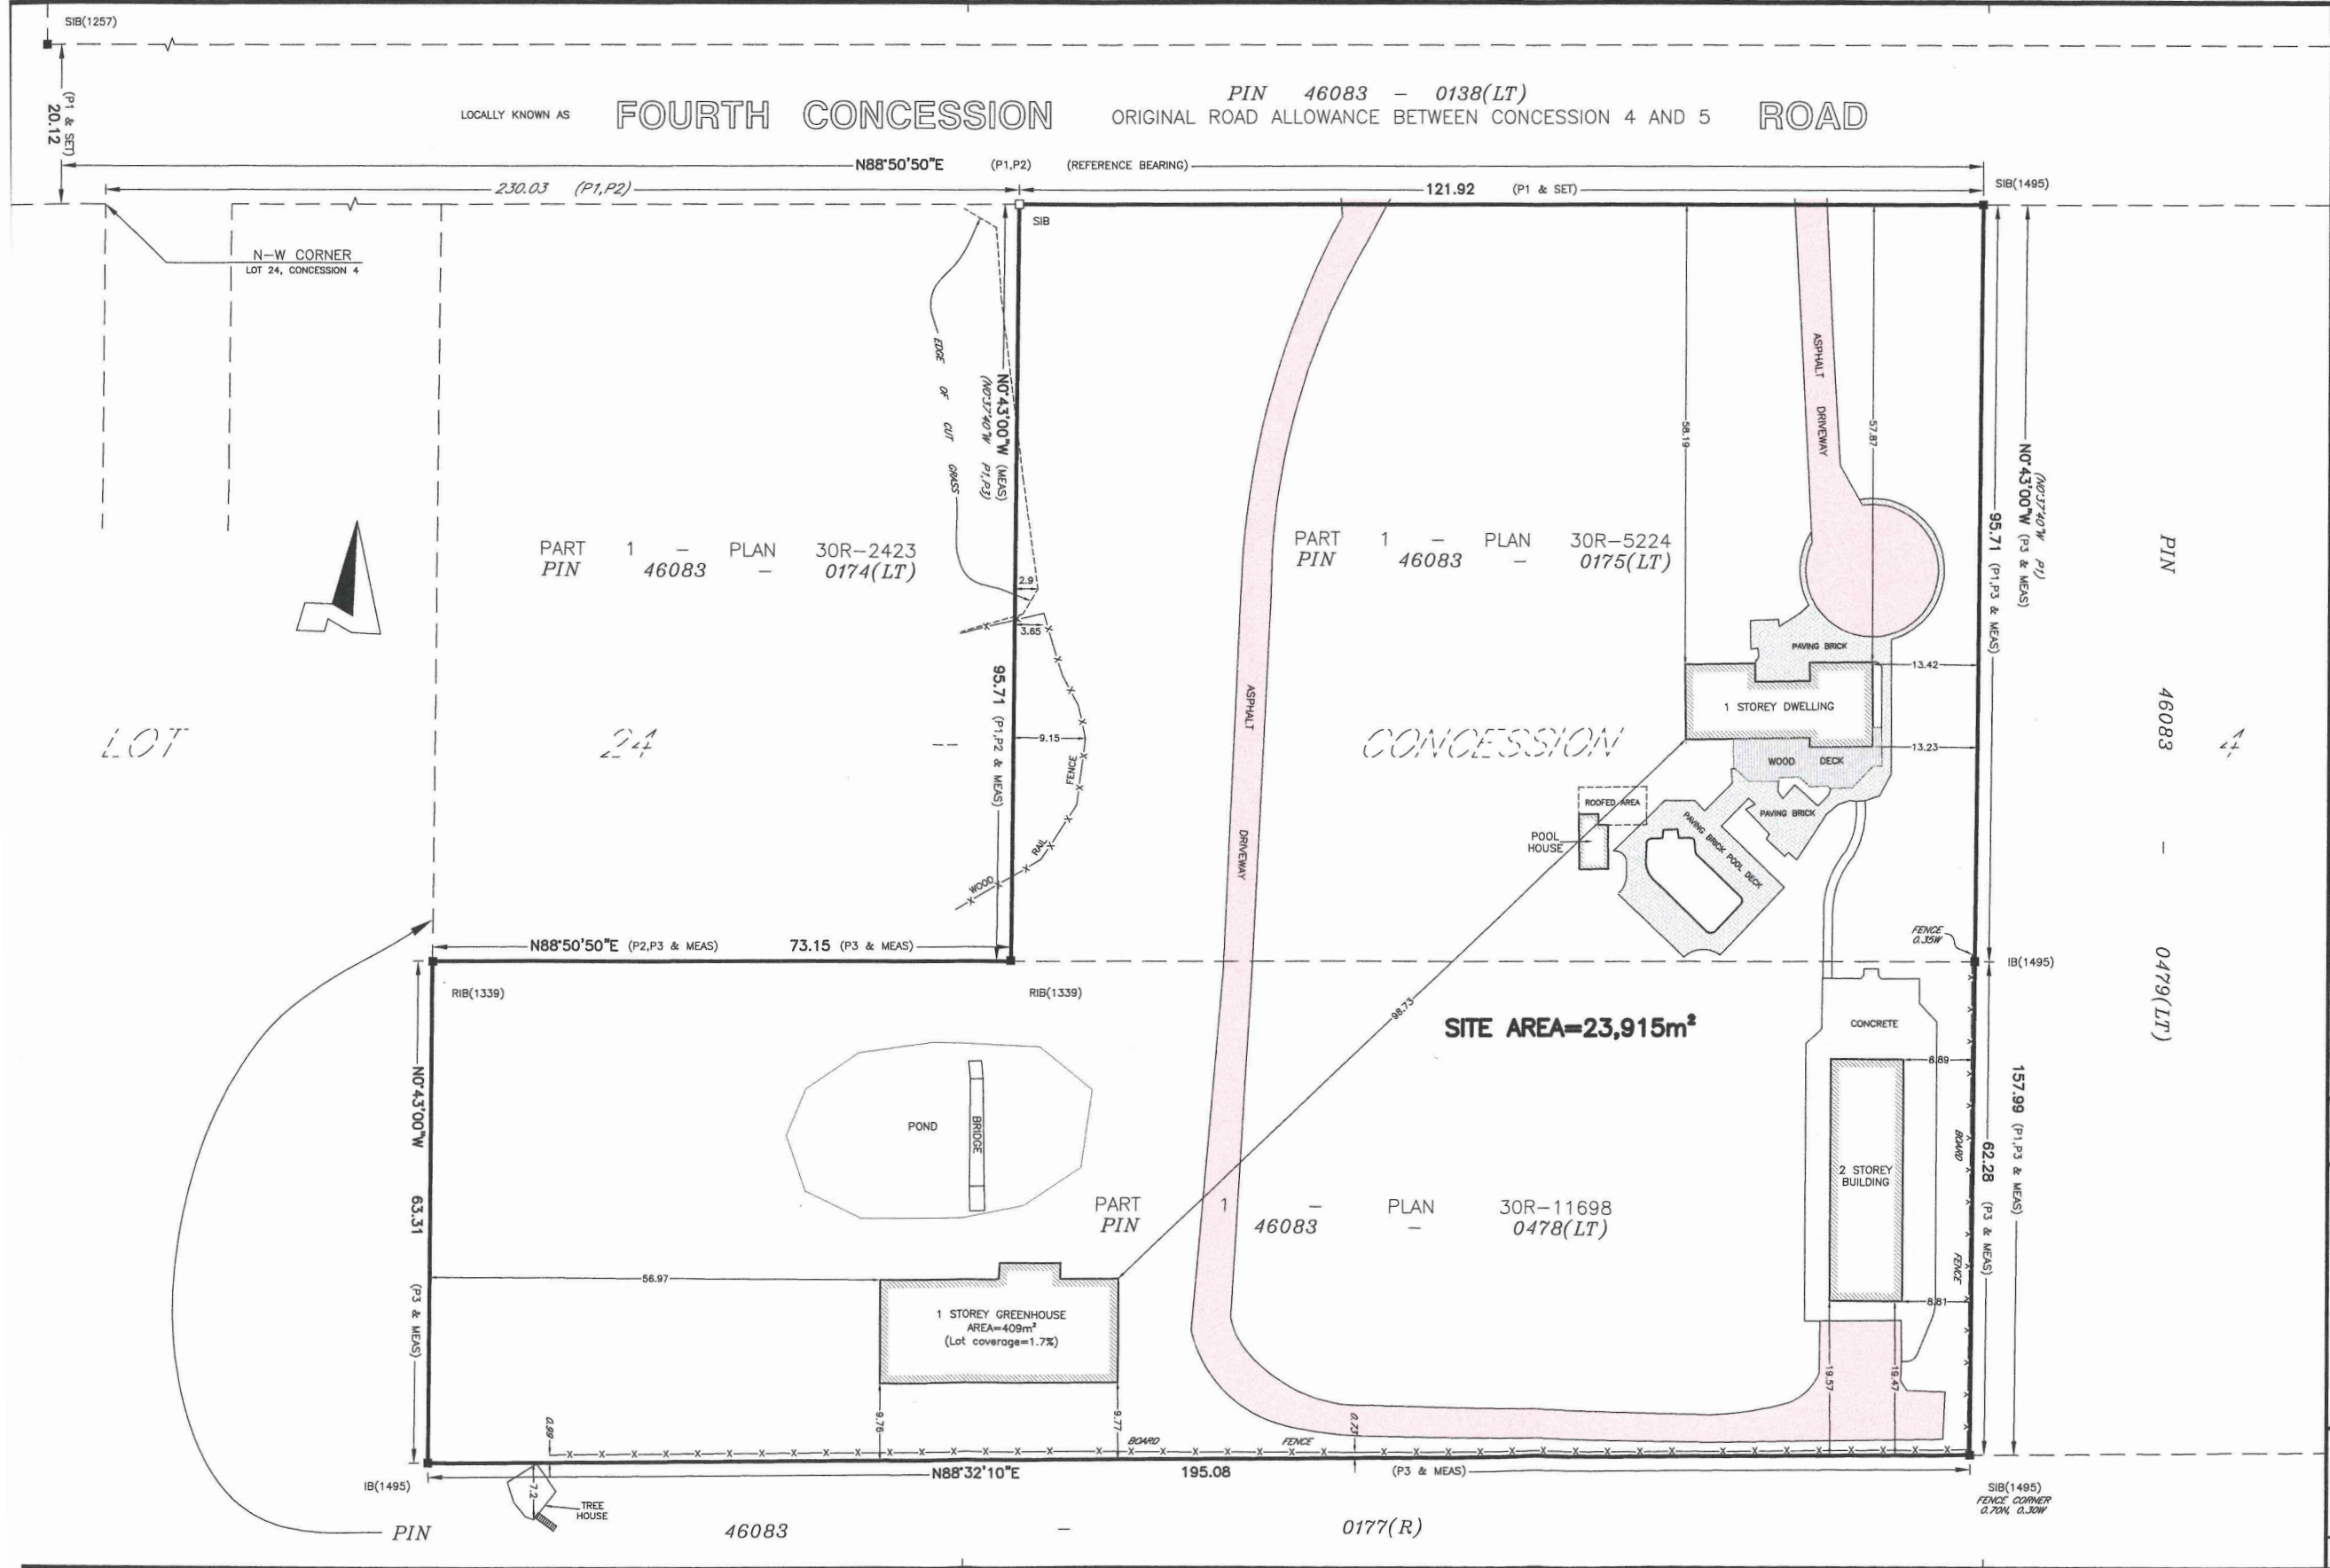 SIB(1257)
(P1 & SET)
20.12
PIN 46083 – 0138(LT)
LOCALLY KNOWN AS FOURTH CONCESSION ORIGINAL ROAD ALLOWANCE BETWEEN CONCESSION 4 AND 5 ROAD
N88°50'50"E (P1,P2) (REFERENCE BEARING)
230.03 (P1,P2)
121.92 (P1 & SET)
SIB(1495)
SIB
N–W CORNER
LOT 24, CONCESSION 4
EDGE OF CUT GRASS
N0°43'00"W (MEAS)
(N0°37'40"W P1,P3)
58.19
ASPHALT DRIVEWAY
57.87
95.71 (P1,P3 & MEAS)
N0°43'00"W (P3 & MEAS)
(N0°37'40"W P1)
PART 1 – PLAN 30R–2423
PIN 46083 – 0174(LT)
PART 1 – PLAN 30R–5224
PIN 46083 – 0175(LT)
PIN 46083 – 0479(LT)
2.9
3.65
PAVING BRICK
13.42
95.71 (P1,P2 & MEAS)
ASPHALT DRIVEWAY
1 STOREY DWELLING
LOT 24 –– CONCESSION 4
9.15
WOOD RAIL FENCE
13.23
WOOD DECK
ROOFED AREA
PAVING BRICK
POOL
HOUSE
PAVING BRICK POOL DECK
FENCE
0.35W
N88°50'50"E (P2,P3 & MEAS) 73.15 (P3 & MEAS)
IB(1495)
RIB(1339)
RIB(1339)
98.73
SITE AREA=23,915m²
CONCRETE
8.89
N0°43'00"W 63.31 (P3 & MEAS)
POND
BRIDGE
2 STOREY
BUILDING
BOARD FENCE
62.28 (P3 & MEAS)
157.99 (P1,P3 & MEAS)
PART 1 – PLAN 30R–11698
PIN 46083 – 0478(LT)
56.97
1 STOREY GREENHOUSE
AREA=409m²
(Lot coverage=1.7%)
8.81
19.57
19.47
0.99
9.76
9.77
0.73
BOARD FENCE
N88°32'10"E 195.08 (P3 & MEAS)
IB(1495)
7.2
TREE
HOUSE
SIB(1495)
FENCE CORNER
0.70N, 0.30W
PIN 46083 – 0177(R)